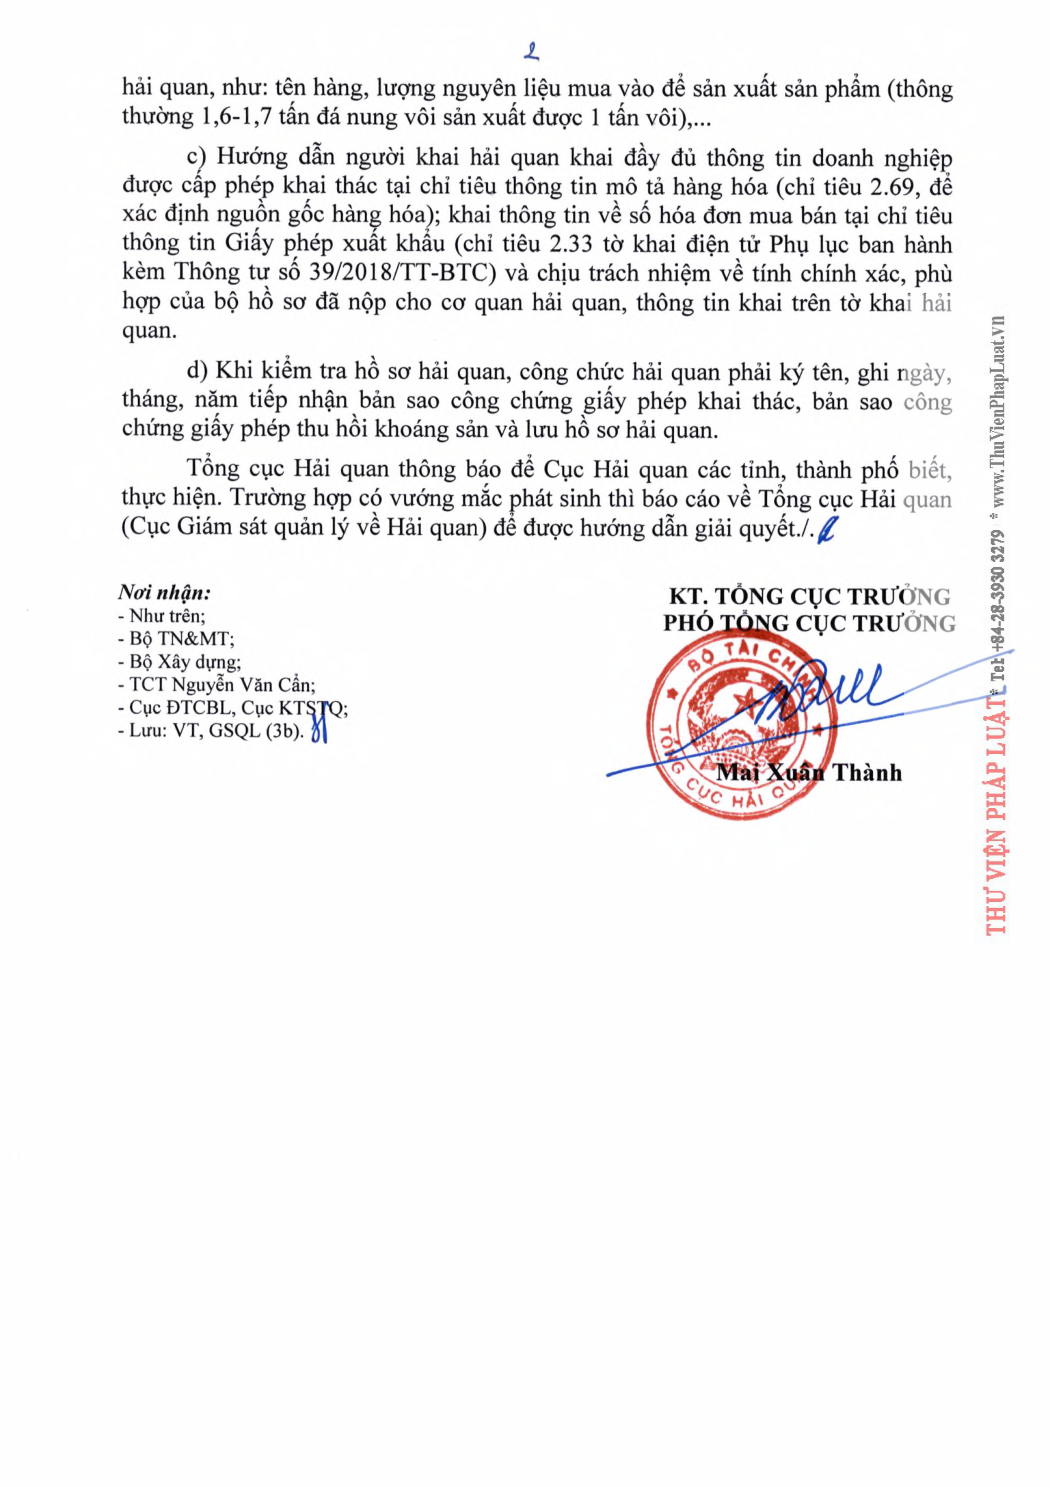 2
hải quan, như: tên hàng, lượng nguyên liệu mua vào để sản xuất sản phẩm (thông
thường 1,6-1,7 tấn đá nung vôi sản xuất được 1 tấn vôi),...
c) Hướng dẫn người khai hải quan khai đầy đủ thông tin doanh nghiệp
được cấp phép khai thác tại chỉ tiêu thông tin mô tả hàng hóa (chỉ tiêu 2.69, để
xác định nguồn gốc hàng hóa); khai thông tin về số hóa đơn mua bán tại chỉ tiêu
thông tin Giấy phép xuất khẩu (chỉ tiêu 2.33 tờ khai điện tử Phụ lục ban hành
kèm Thông tư số 39/2018/TT-BTC) và chịu trách nhiệm về tính chính xác, phù
hợp của bộ hồ sơ đã nộp cho cơ quan hải quan, thông tin khai trên tờ khai hải
quan.
d) Khi kiểm tra hồ sơ hải quan, công chức hải quan phải ký tên, ghi ngày,
tháng, năm tiếp nhận bản sao công chứng giấy phép khai thác, bản sao công
chứng giấy phép thu hồi khoáng sản và lưu hồ sơ hải quan.
Tổng cục Hải quan thông báo để Cục Hải quan các tỉnh, thành phố biết,
thực hiện. Trường hợp có vướng mắc phát sinh thì báo cáo về Tổng cục Hải quan
(Cục Giám sát quản lý về Hải quan) để được hướng dẫn giải quyết./.
Nơi nhận:
- Như trên;
- Bộ TN&MT;
- Bộ Xây dựng;
- TCT Nguyễn Văn Cẩn;
- Cục ĐTCBL, Cục KTSTQ;
- Lưu: VT, GSQL (3b).
KT. TỔNG CỤC TRƯỞNG
PHÓ TỔNG CỤC TRƯỞNG
BỘ TÀI CHÍNH
TỔNG CỤC HẢI QUAN
Mai Xuân Thành
THƯ VIỆN PHÁP LUẬT * Tel: +84-28-3930 3279 * www.ThuVienPhapLuat.vn